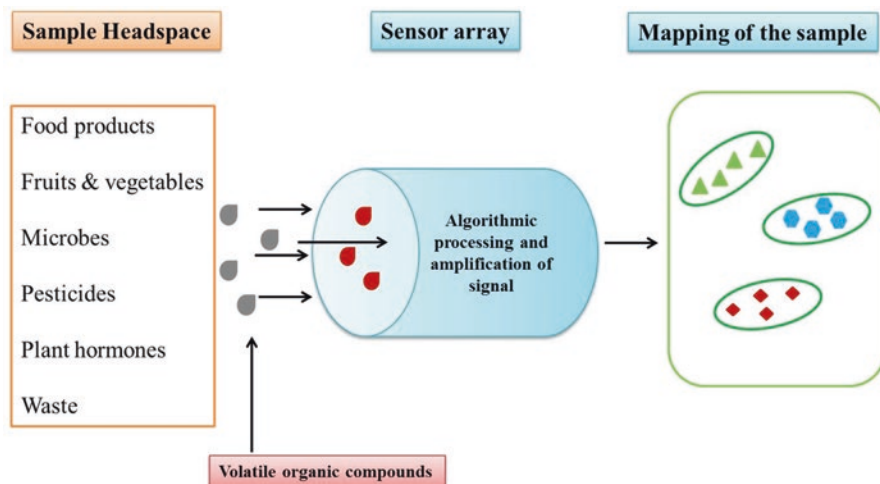 Sample Headspace
Sensor array
Mapping of the sample
Food products
Fruits & vegetables
Microbes
Pesticides
Plant hormones
Waste
Algorithmic
processing and
amplification of
signal
Volatile organic compounds